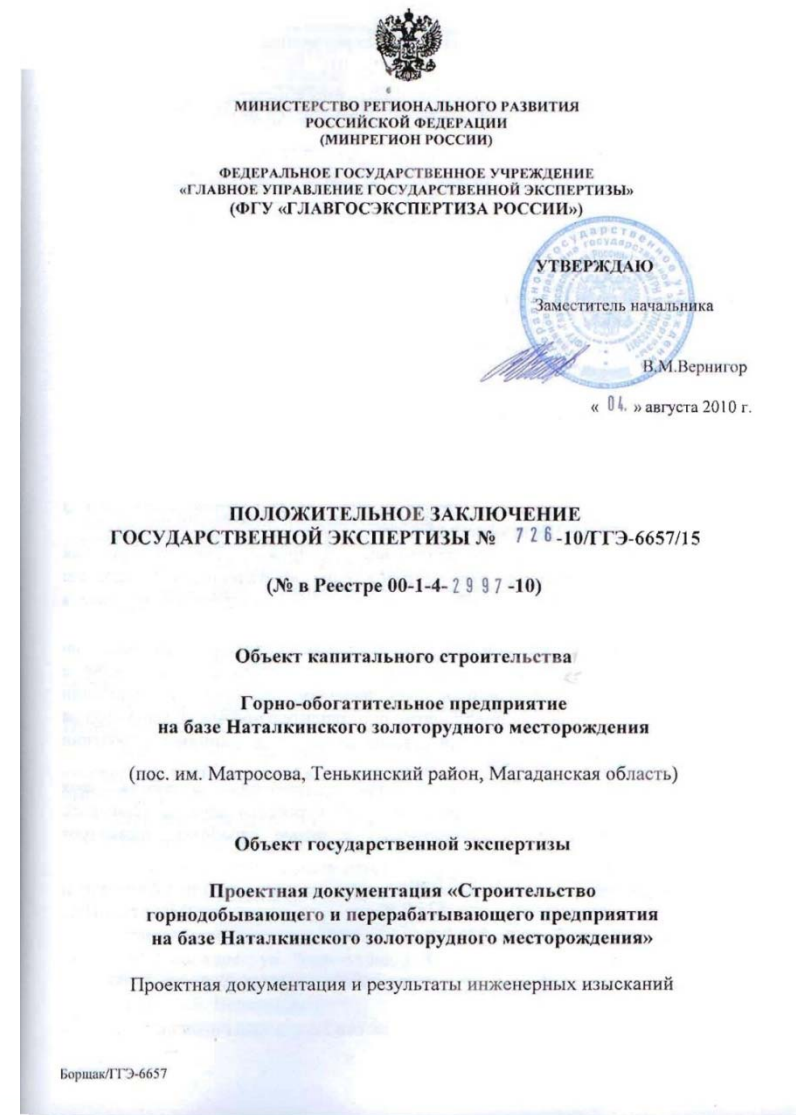 МИНИСТЕРСТВО РЕГИОНАЛЬНОГО РАЗВИТИЯ
РОССИЙСКОЙ ФЕДЕРАЦИИ
(МИНРЕГИОН РОССИИ)
ФЕДЕРАЛЬНОЕ ГОСУДАРСТВЕННОЕ УЧРЕЖДЕНИЕ
«ГЛАВНОЕ УПРАВЛЕНИЕ ГОСУДАРСТВЕННОЙ ЭКСПЕРТИЗЫ»
(ФГУ «ГЛАВГОСЭКСПЕРТИЗА РОССИИ»)
УТВЕРЖДАЮ
Заместитель начальника
В.М.Вернигор
« 04. » августа 2010 г.
ПОЛОЖИТЕЛЬНОЕ ЗАКЛЮЧЕНИЕ
ГОСУДАРСТВЕННОЙ ЭКСПЕРТИЗЫ № 726-10/ГГЭ-6657/15
(№ в Реестре 00-1-4-2997-10)
Объект капитального строительства
Горно-обогатительное предприятие
на базе Наталкинского золоторудного месторождения
(пос. им. Матросова, Тенькинский район, Магаданская область)
Объект государственной экспертизы
Проектная документация «Строительство
горнодобывающего и перерабатывающего предприятия
на базе Наталкинского золоторудного месторождения»
Проектная документация и результаты инженерных изысканий
Борщак/ГГЭ-6657